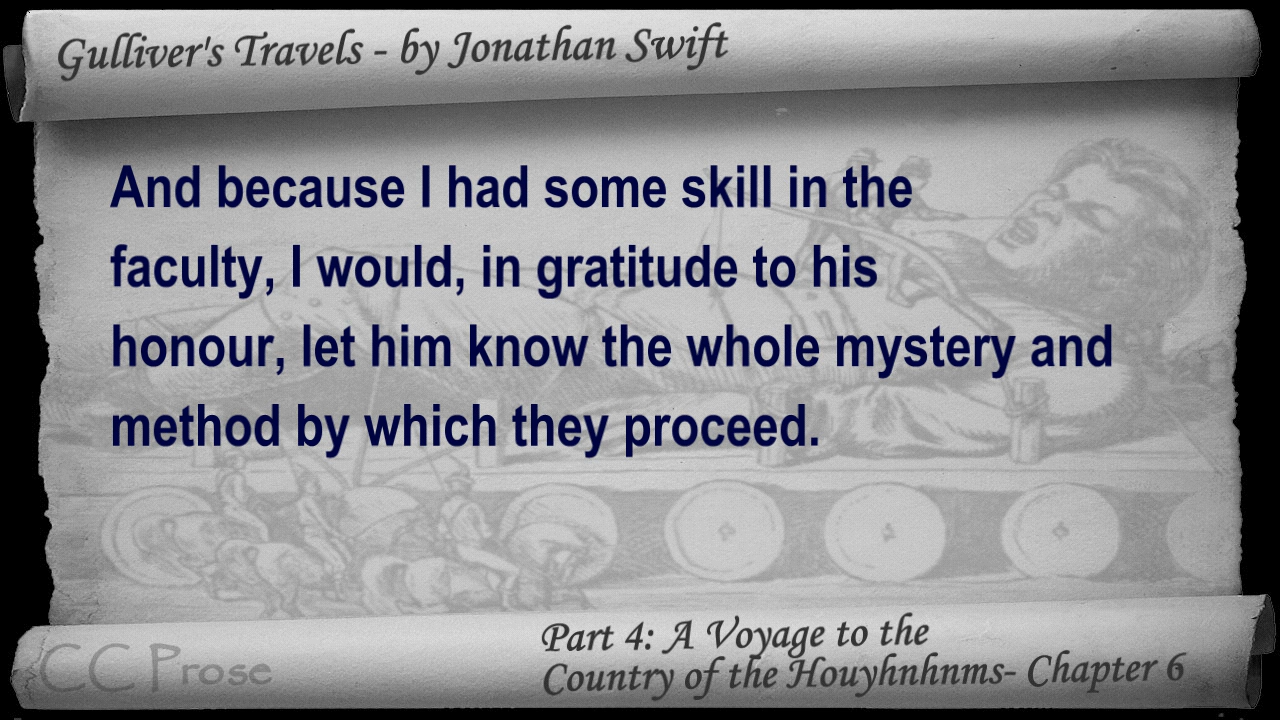 Gulliver's Travels - by Jonathan Swift
And because I had some skill in the
faculty, I would, in gratitude to his
honour, let him know the whole mystery and
method by which they proceed.
Part 4: A Voyage to the
CC Prose
Country of the Houyhnhnms- Chapter 6